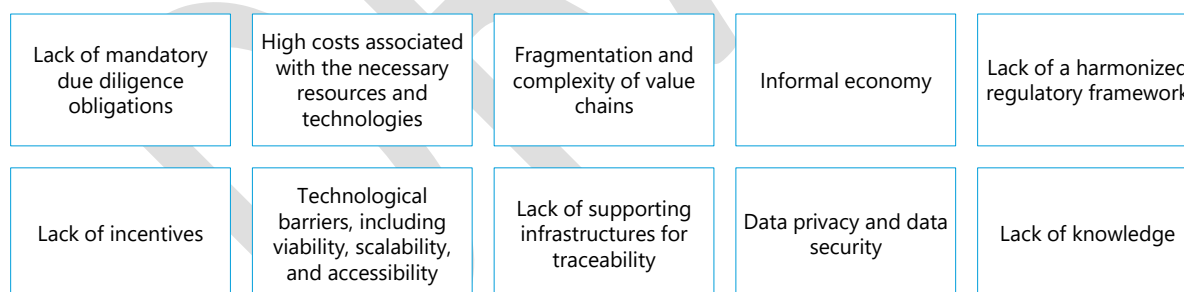 Lack of mandatory
due diligence
obligations
High costs associated
with the necessary
resources and
technologies
Fragmentation and
complexity of value
chains
Informal economy
Lack of a harmonized
regulatory framework
Lack of incentives
Technological
barriers, including
viability, scalability,
and accessibility
Lack of supporting
infrastructures for
traceability
Data privacy and data
security
Lack of knowledge